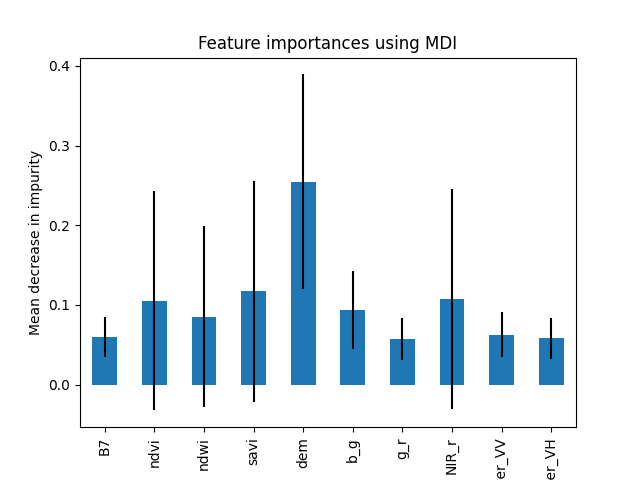 Feature importances using MDI
Mean decrease in impurity
0.4
0.3
0.2
0.1
0.0
B7
ndvi
ndwi
savi
dem
b_g
g_r
NIR_r
er_VV
er_VH